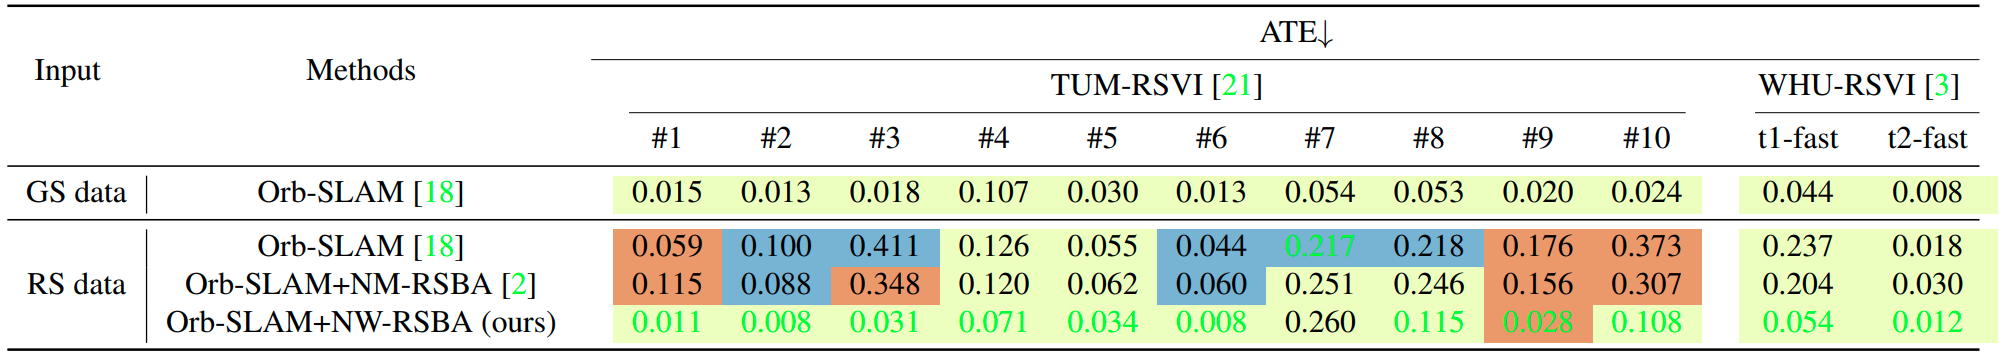 ATE↓
Input Methods
TUM-RSVI [21] WHU-RSVI [3]
#1 #2 #3 #4 #5 #6 #7 #8 #9 #10 t1-fast t2-fast
GS data Orb-SLAM [18] 0.015 0.013 0.018 0.107 0.030 0.013 0.054 0.053 0.020 0.024 0.044 0.008
Orb-SLAM [18] 0.059 0.100 0.411 0.126 0.055 0.044 0.217 0.218 0.176 0.373 0.237 0.018
RS data Orb-SLAM+NM-RSBA [2] 0.115 0.088 0.348 0.120 0.062 0.060 0.251 0.246 0.156 0.307 0.204 0.030
Orb-SLAM+NW-RSBA (ours) 0.011 0.008 0.031 0.071 0.034 0.008 0.260 0.115 0.028 0.108 0.054 0.012